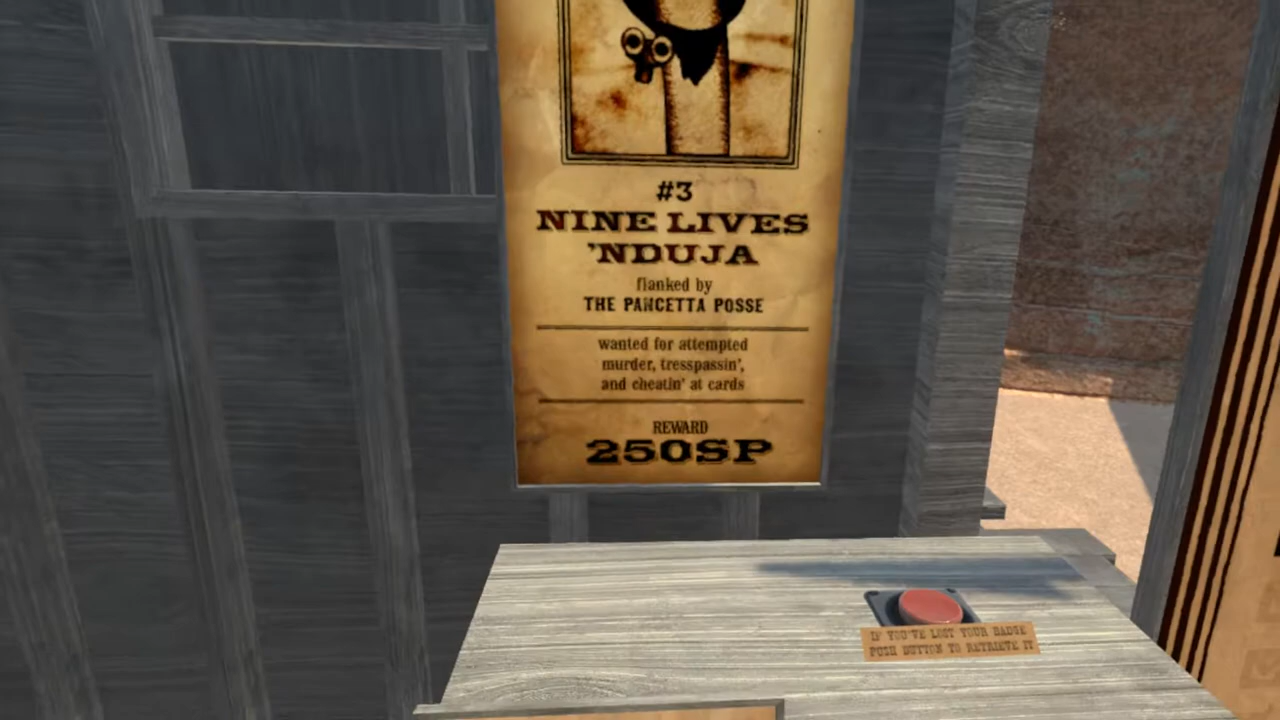 #3
NINE LIVES
'NDUJA
flanked by
THE PANCETTA POSSE
wanted for attempted
murder, tresspassin',
and cheatin' at cards
REWARD
250SP
IF YOU'VE LOST YOUR BADGE
PUSH BUTTON TO RETRIEVE IT